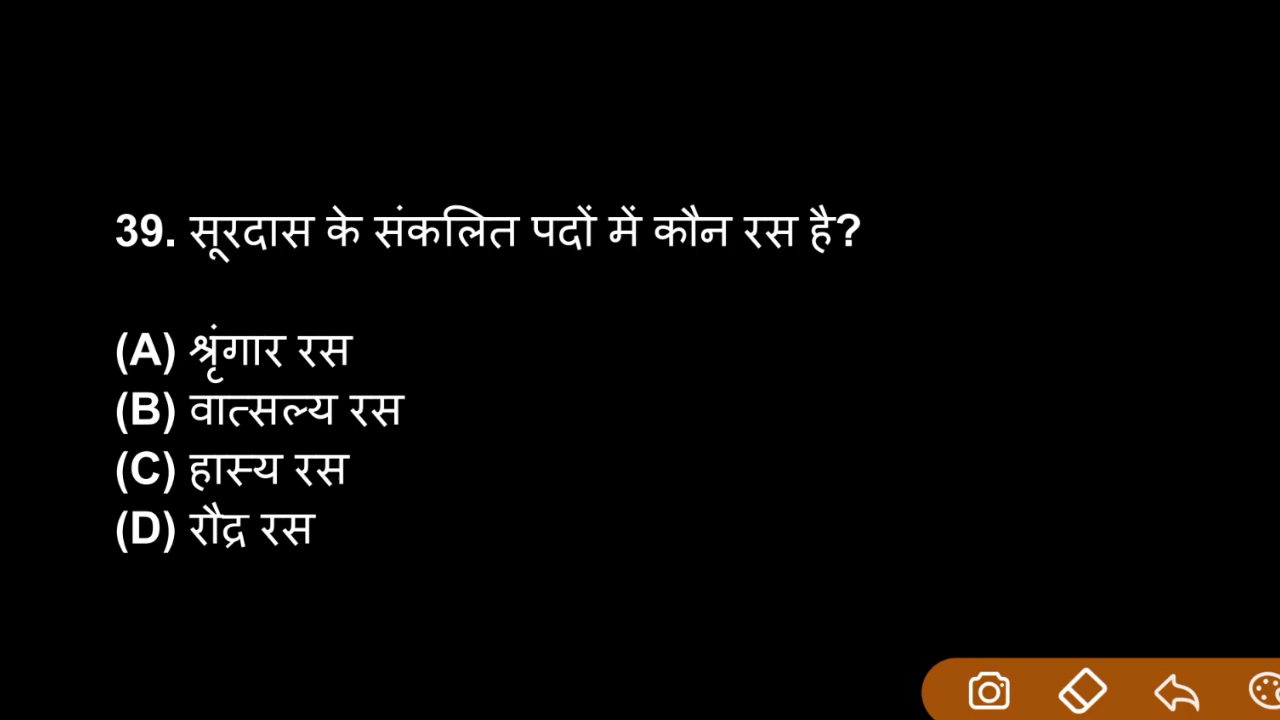 39. सूरदास के संकलित पदों में कौन रस है?
(A) श्रृंगार रस
(B) वात्सल्य रस
(C) हास्य रस
(D) रौद्र रस